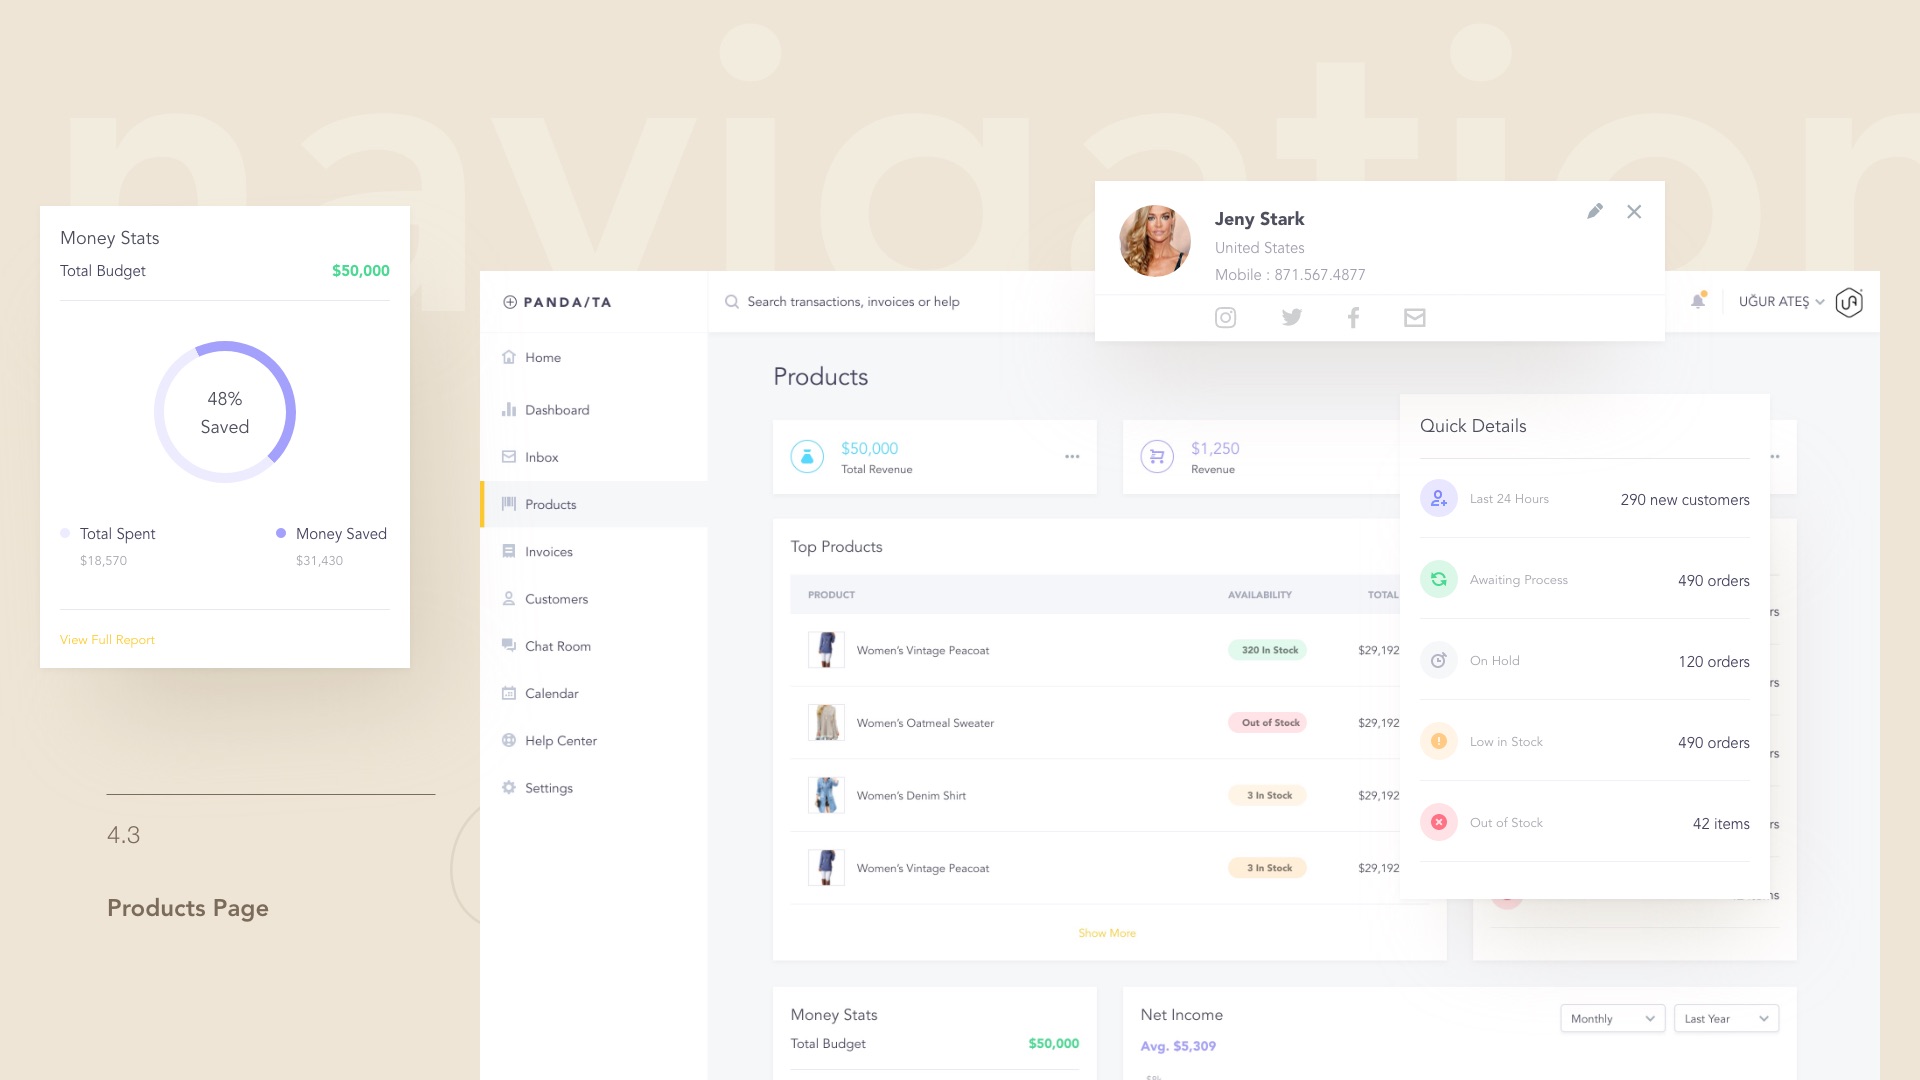 navigation
Money Stats
Total Budget
$50,000
48%
Saved
Total Spent
$18,570
Money Saved
$31,430
View Full Report
4.3
Products Page
PANDA/TA
Search transactions, invoices or help
UĞUR ATEŞ
Home
Dashboard
Inbox
Products
Invoices
Customers
Chat Room
Calendar
Help Center
Settings
Jeny Stark
United States
Mobile : 871.567.4877
Products
$50,000
Total Revenue
$1,250
Revenue
Top Products
PRODUCT
AVAILABILITY
TOTAL
Women's Vintage Peacoat
320 In Stock
$29,192
Women's Oatmeal Sweater
Out of Stock
$29,192
Women's Denim Shirt
3 In Stock
$29,192
Women's Vintage Peacoat
3 In Stock
$29,192
Show More
Quick Details
Last 24 Hours
290 new customers
Awaiting Process
490 orders
On Hold
120 orders
Low in Stock
490 orders
Out of Stock
42 items
Money Stats
Total Budget
$50,000
Net Income
Avg. $5,309
Monthly
Last Year